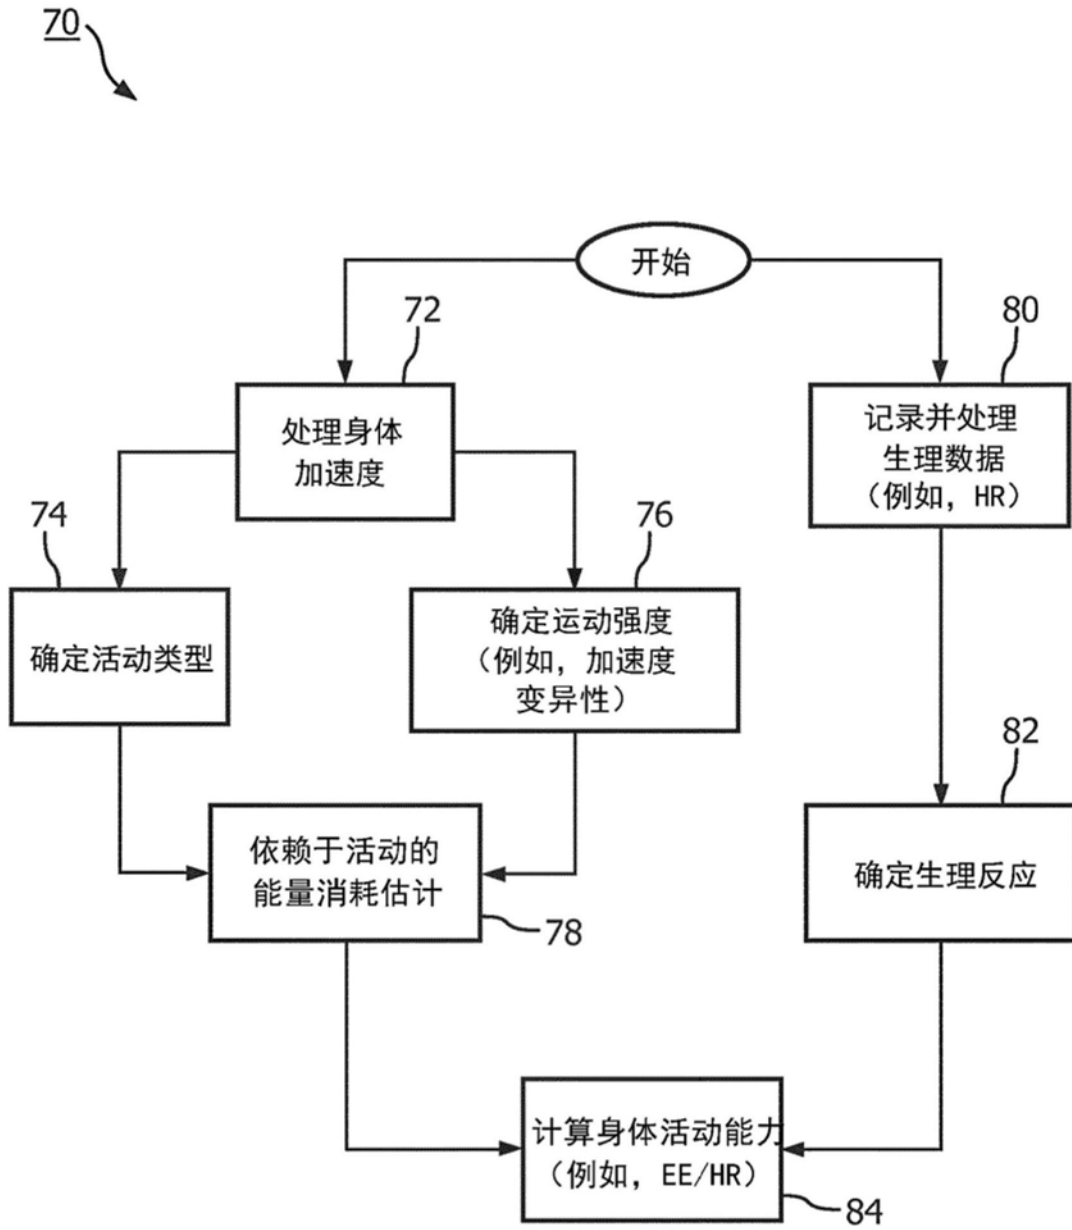 70
开始
72
80
处理身体
加速度
记录并处理
生理数据
（例如，HR）
74
76
确定活动类型
确定运动强度
（例如，加速度
变异性）
82
依赖于活动的
能量消耗估计
确定生理反应
78
计算身体活动能力
（例如，EE/HR）
84